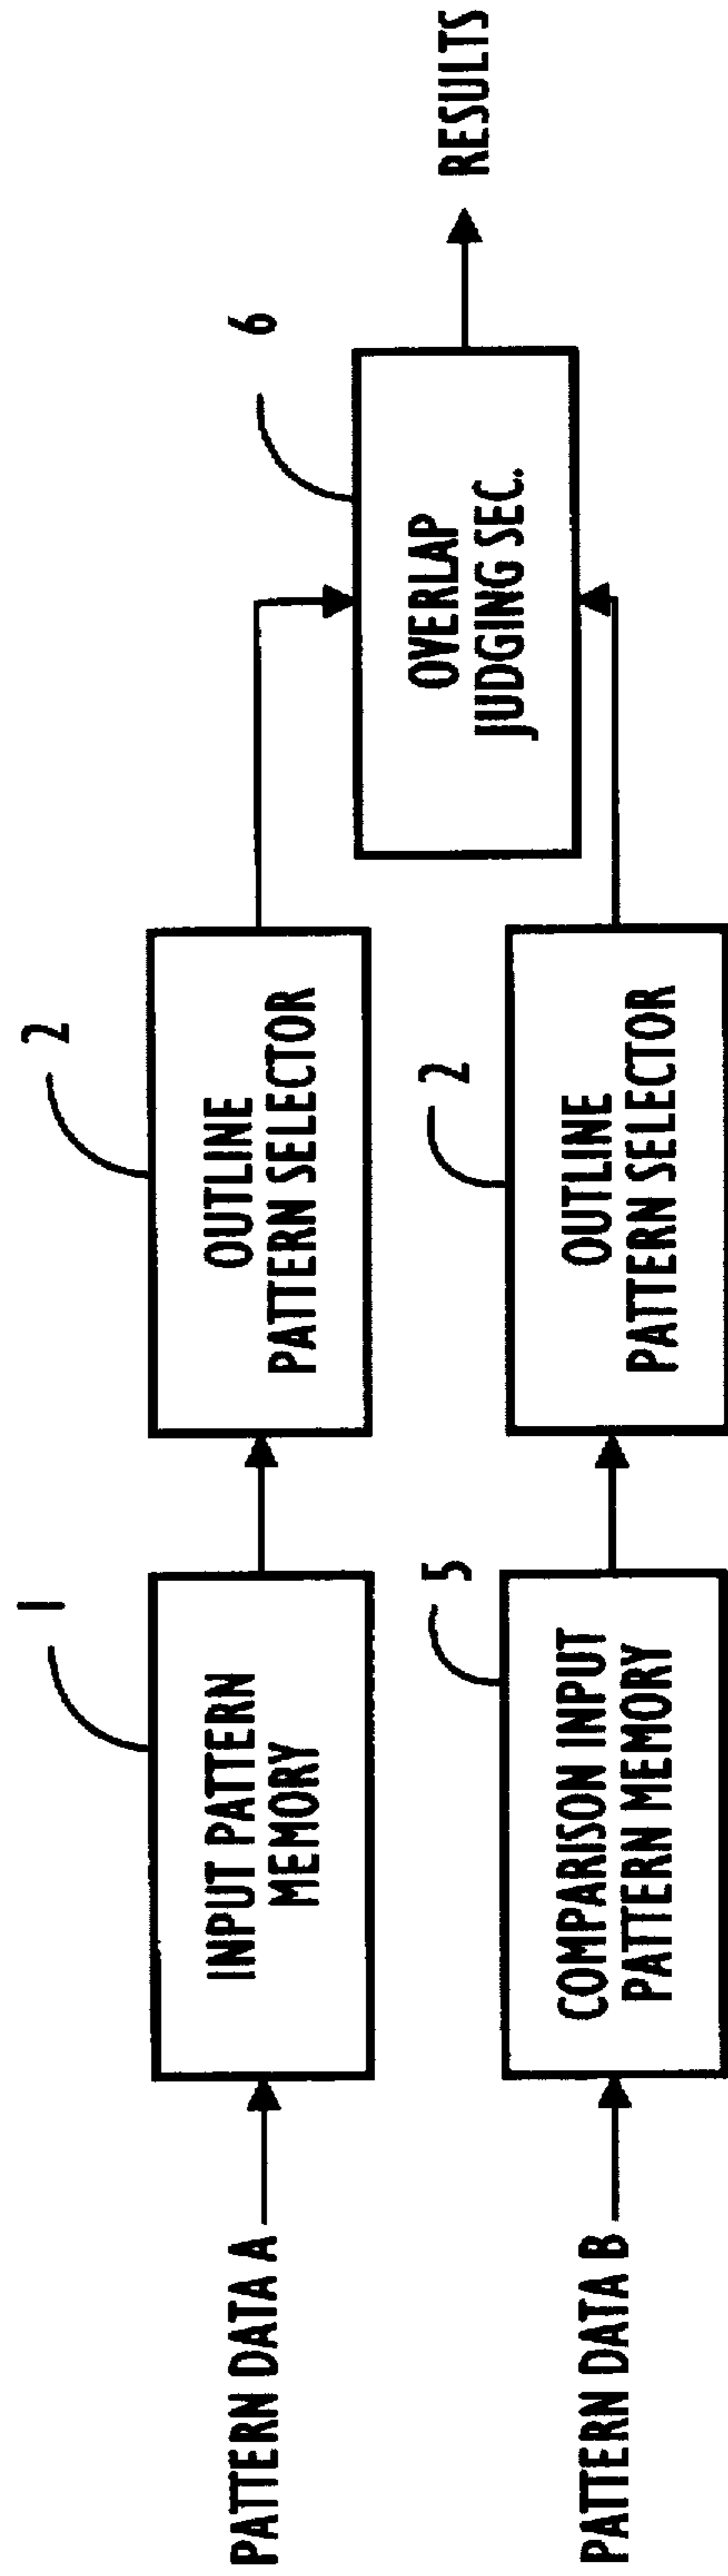 PATTERN DATA A
INPUT PATTERN
MEMORY
1
OUTLINE
PATTERN SELECTOR
2
OVERLAP
JUDGING SEC.
6
RESULTS
PATTERN DATA B
COMPARISON INPUT
PATTERN MEMORY
5
OUTLINE
PATTERN SELECTOR
2